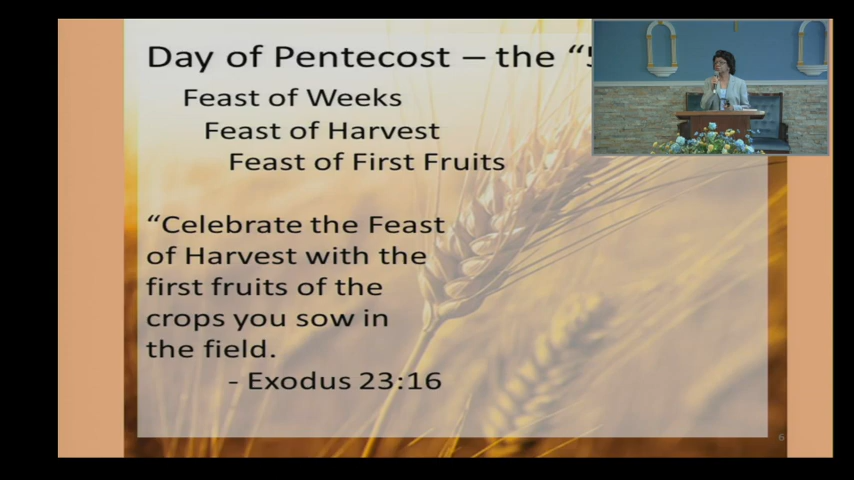 Day of Pentecost – the “5
Feast of Weeks
Feast of Harvest
Feast of First Fruits
“Celebrate the Feast
of Harvest with the
first fruits of the
crops you sow in
the field.
- Exodus 23:16
6